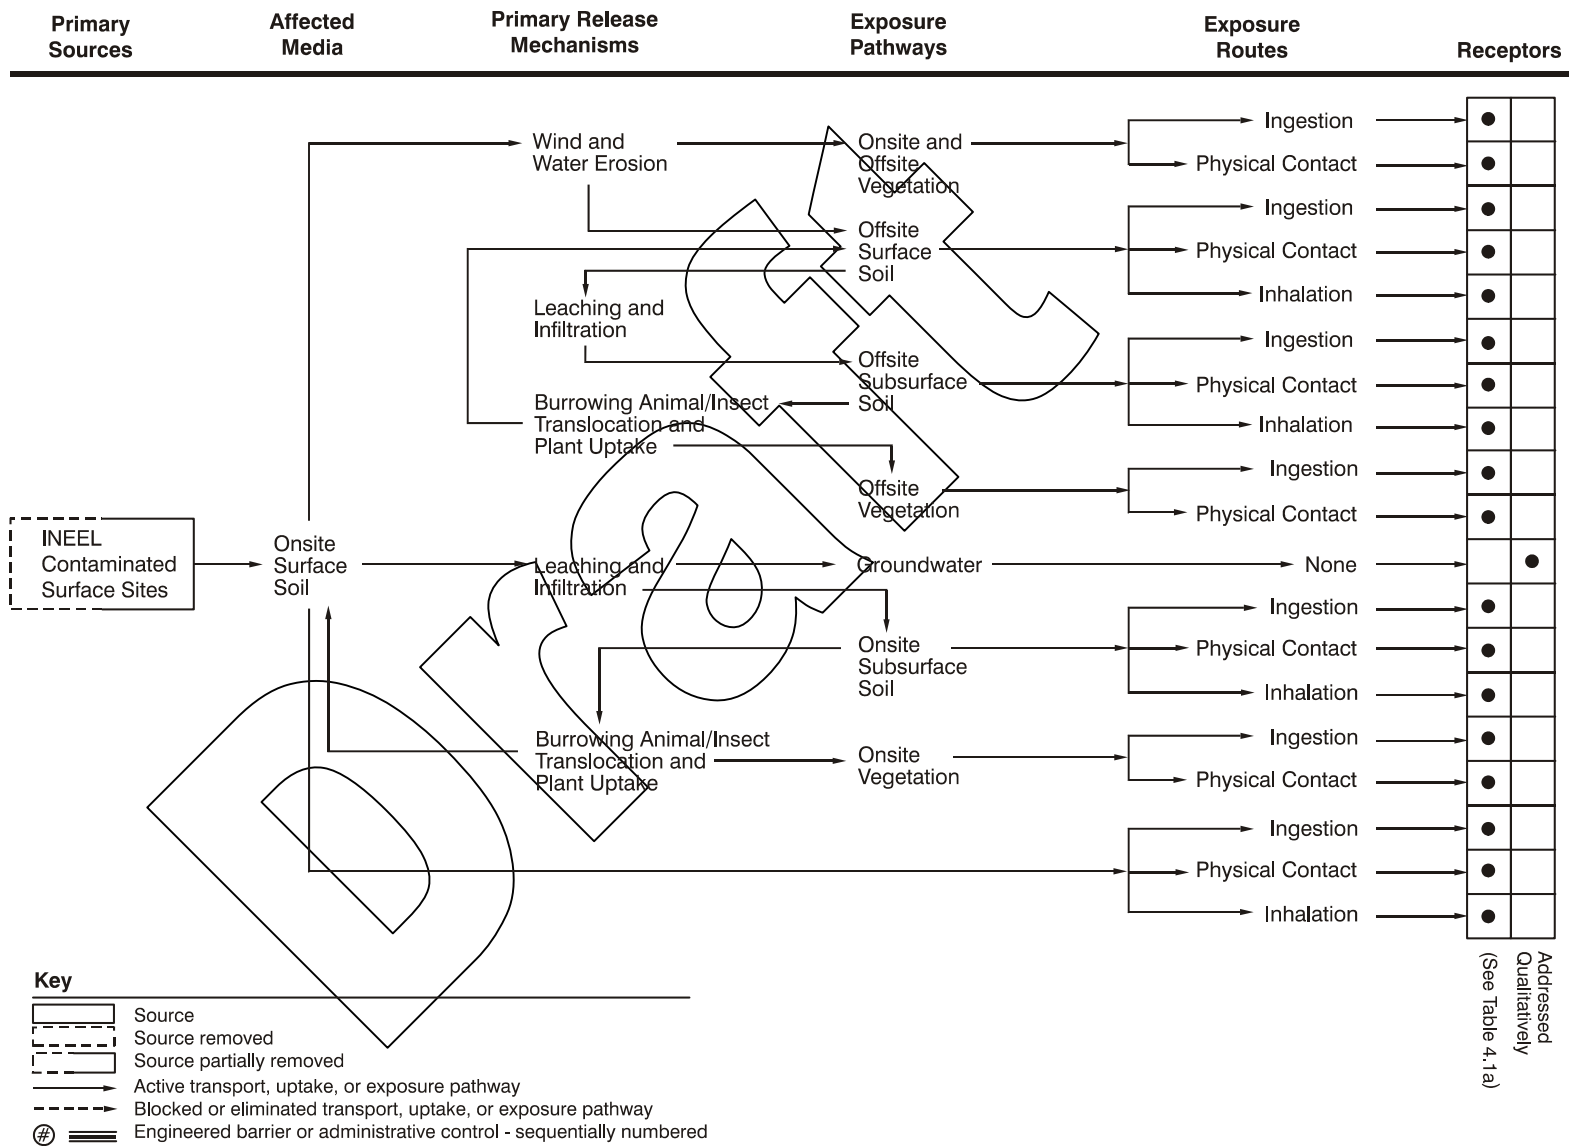 Primary
Sources
Affected
Media
Primary Release
Mechanisms
Exposure
Pathways
Exposure
Routes
Receptors
Wind and
Water Erosion
Onsite and
Offsite
Vegetation
Ingestion
Physical Contact
Offsite
Surface
Soil
Ingestion
Physical Contact
Inhalation
Leaching and
Infiltration
Offsite
Subsurface
Soil
Ingestion
Physical Contact
Inhalation
Burrowing Animal/Insect
Translocation and
Plant Uptake
Offsite
Vegetation
Ingestion
Physical Contact
INEEL
Contaminated
Surface Sites
Onsite
Surface
Soil
Leaching and
Infiltration
Groundwater
None
Onsite
Subsurface
Soil
Ingestion
Physical Contact
Inhalation
Burrowing Animal/Insect
Translocation and
Plant Uptake
Onsite
Vegetation
Ingestion
Physical Contact
Ingestion
Physical Contact
Inhalation
(See Table 4.1a)
Addressed
Qualitatively
Draft
Key
Source
Source removed
Source partially removed
Active transport, uptake, or exposure pathway
Blocked or eliminated transport, uptake, or exposure pathway
# Engineered barrier or administrative control - sequentially numbered